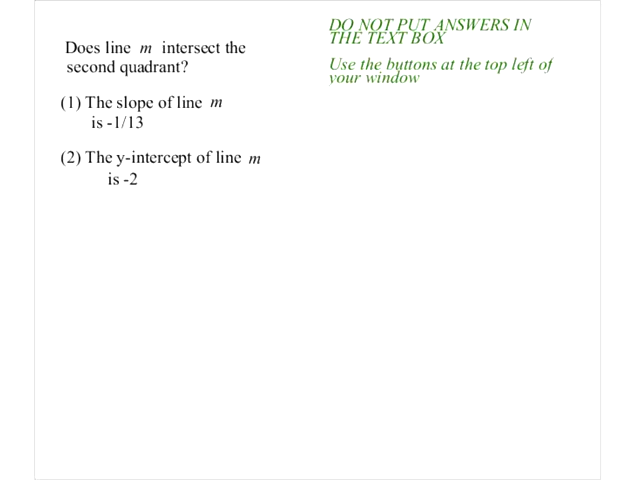 Does line m intersect the
second quadrant?
(1) The slope of line m
is -1/13
(2) The y-intercept of line m
is -2
DO NOT PUT ANSWERS IN
THE TEXT BOX
Use the buttons at the top left of
your window